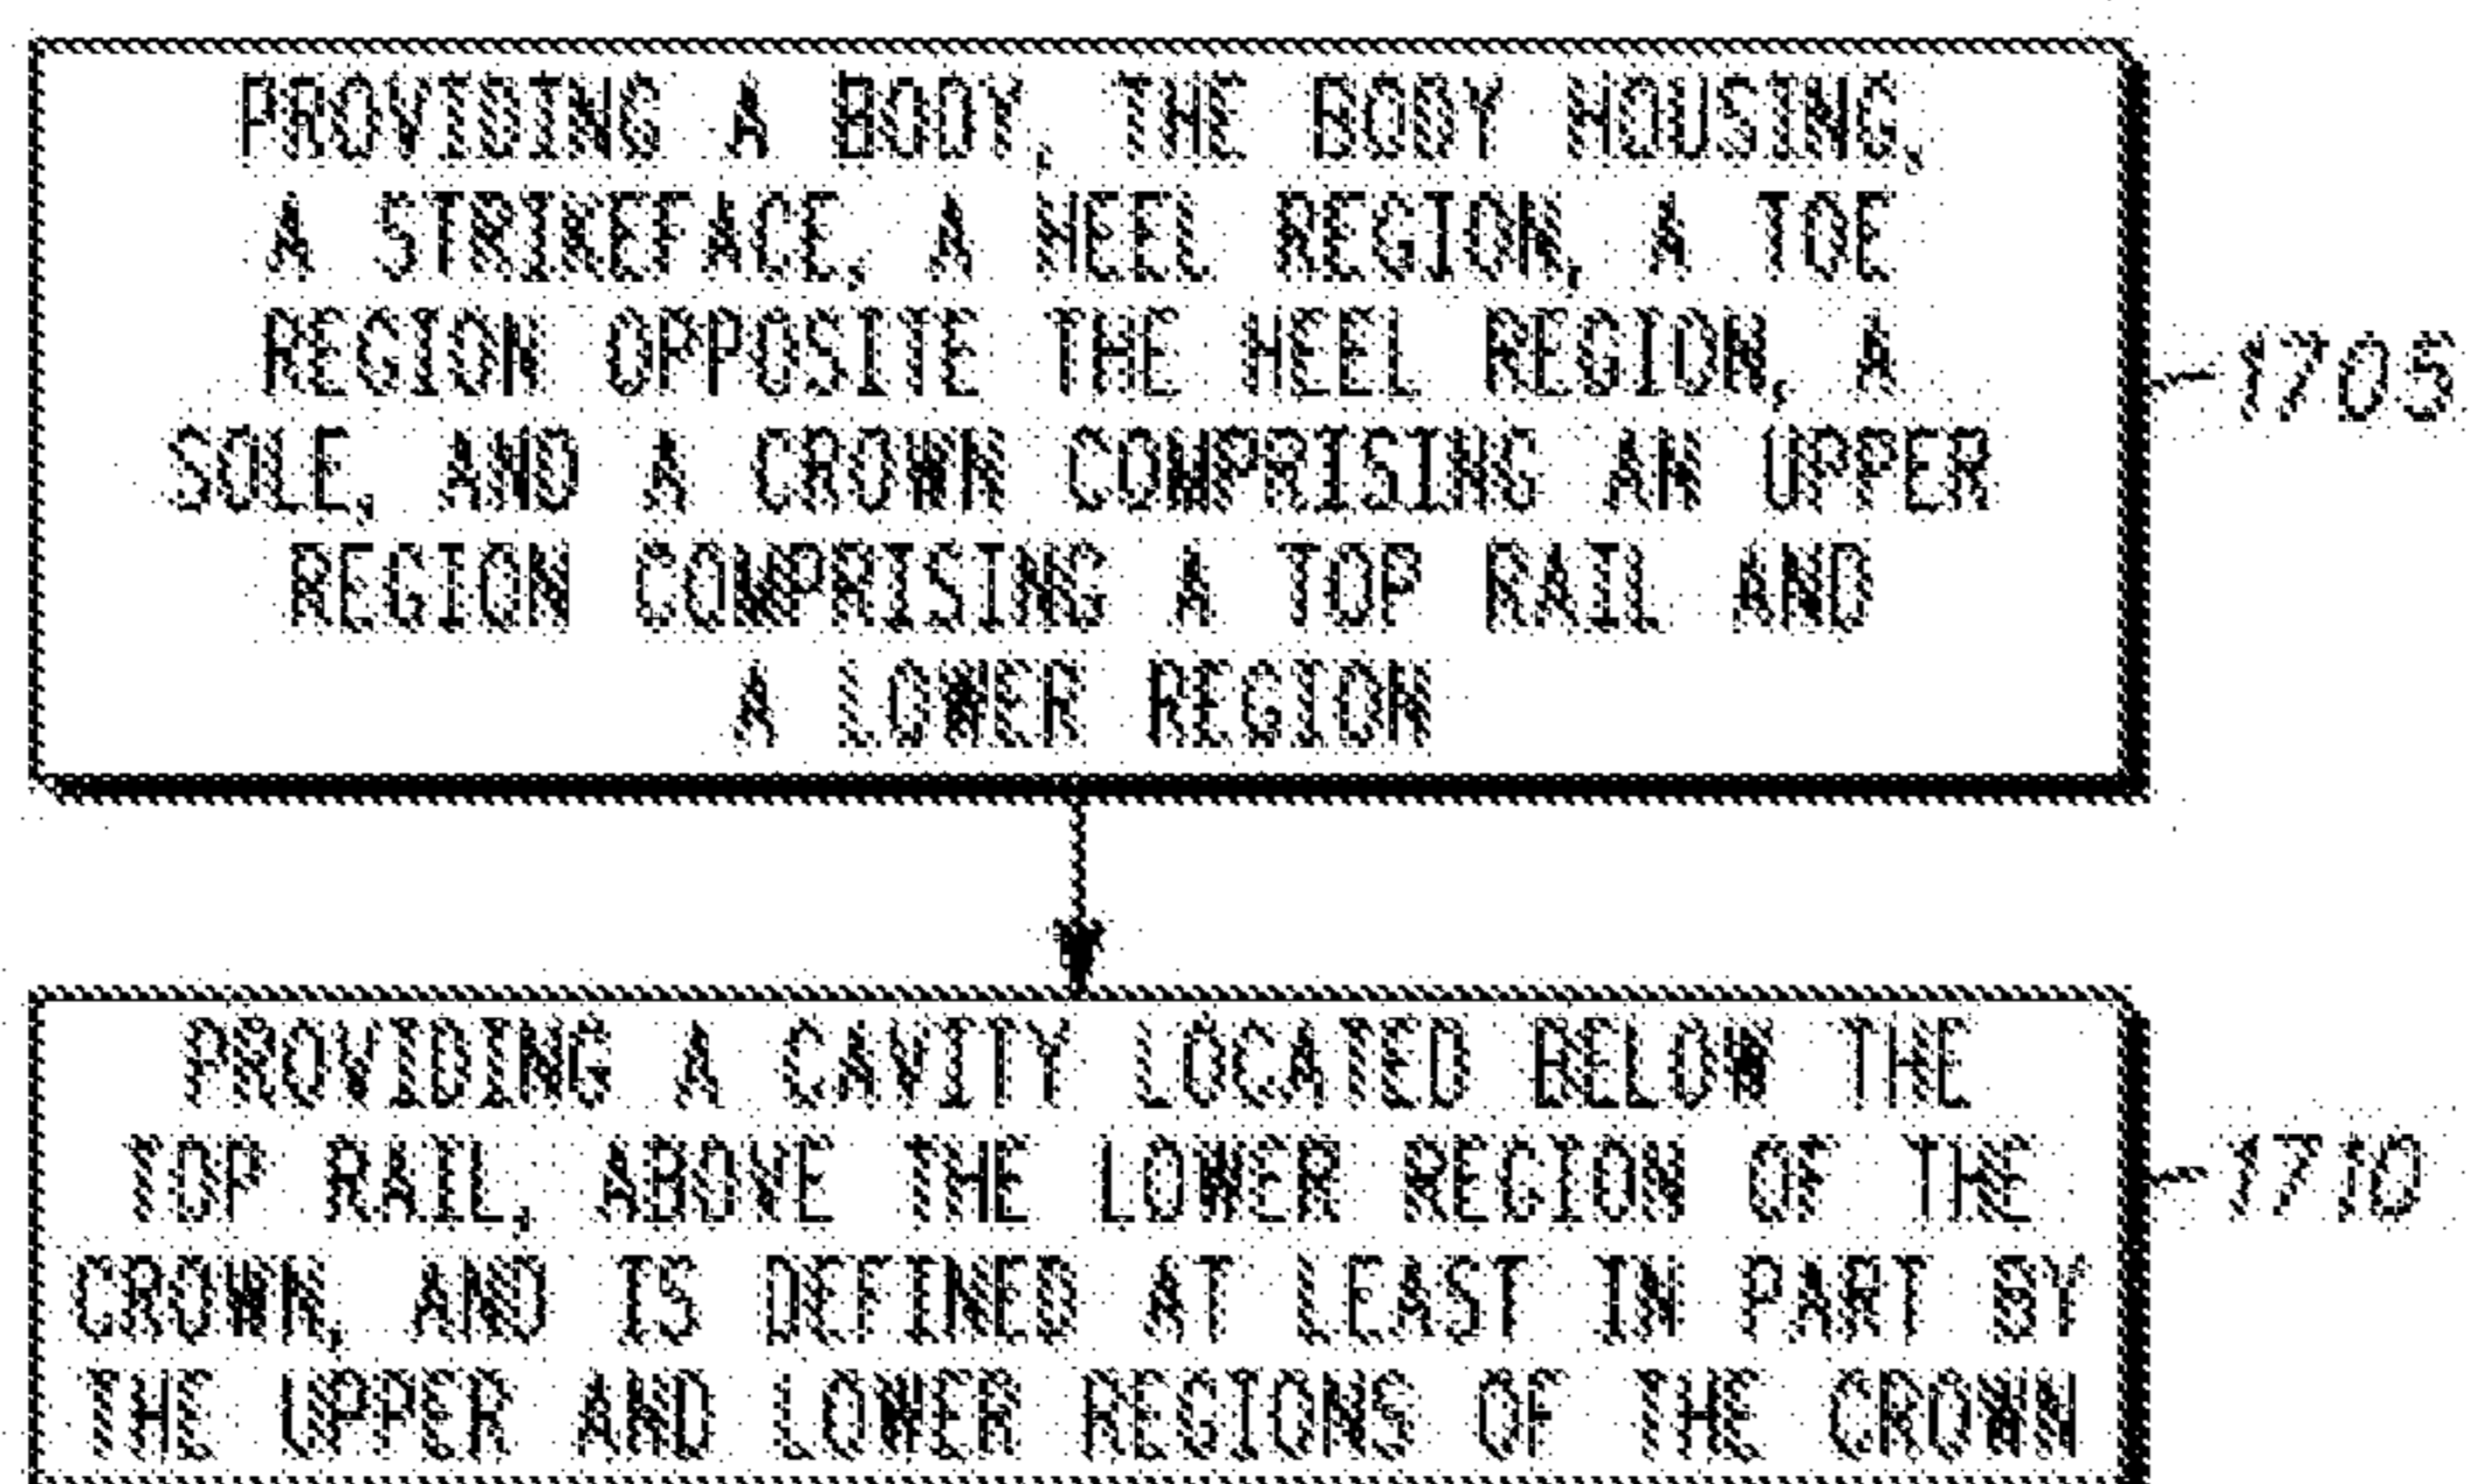 PROVIDING A BODY, THE BODY HOUSING,
A STRIKEFACE, A HEEL REGION, A TOE
REGION OPPOSITE THE HEEL REGION, A
SOLE, AND A CROWN COMPRISING AN UPPER
REGION COMPRISING A TOP RAIL AND
A LOWER REGION
1705
PROVIDING A CAVITY LOCATED BELOW THE
TOP RAIL, ABOVE THE LOWER REGION OF THE
CROWN, AND IS DEFINED AT LEAST IN PART BY
THE UPPER AND LOWER REGIONS OF THE CROWN
1710